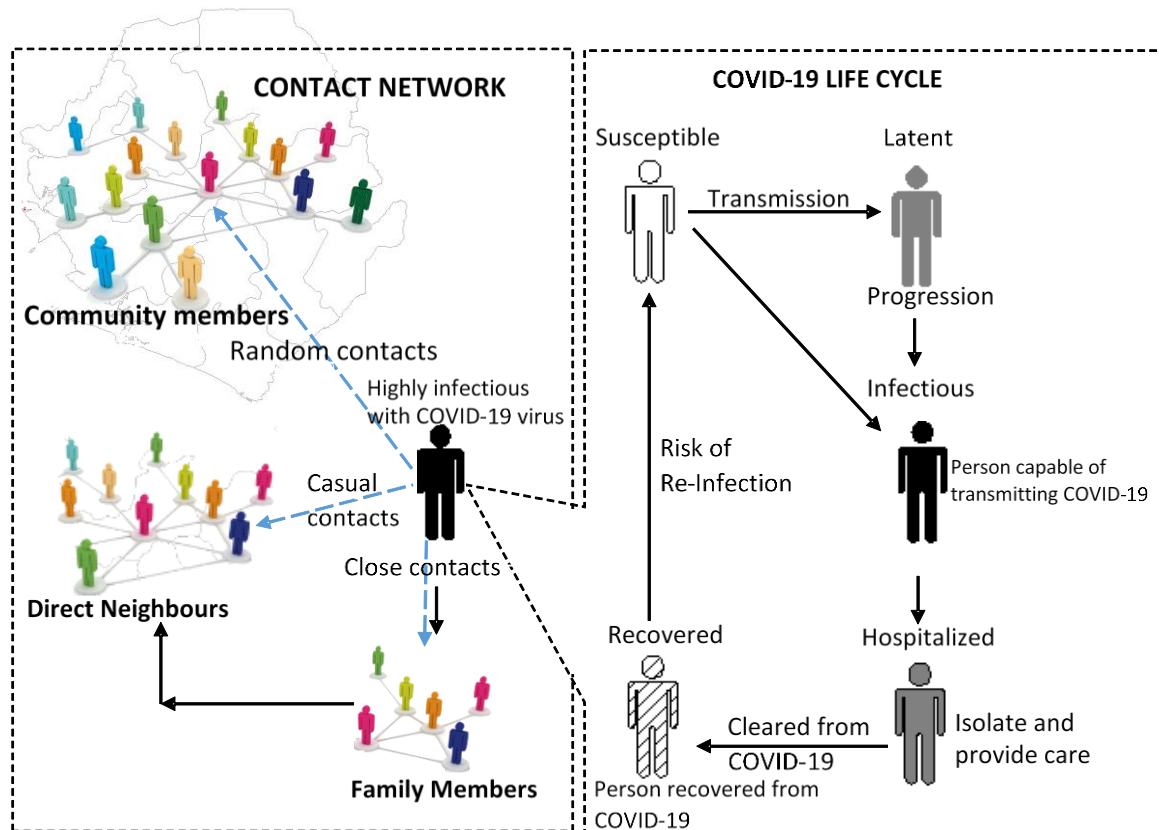 CONTACT NETWORK
Community members
Random contacts
Highly infectious
with COVID-19 virus
Casual
contacts
Close contacts
Direct Neighbours
Family Members
COVID-19 LIFE CYCLE
Susceptible
Latent
Transmission
Progression
Infectious
Person capable of
transmitting COVID-19
Risk of
Re-Infection
Recovered
Hospitalized
Cleared from
COVID-19
Isolate and
provide care
Person recovered from
COVID-19